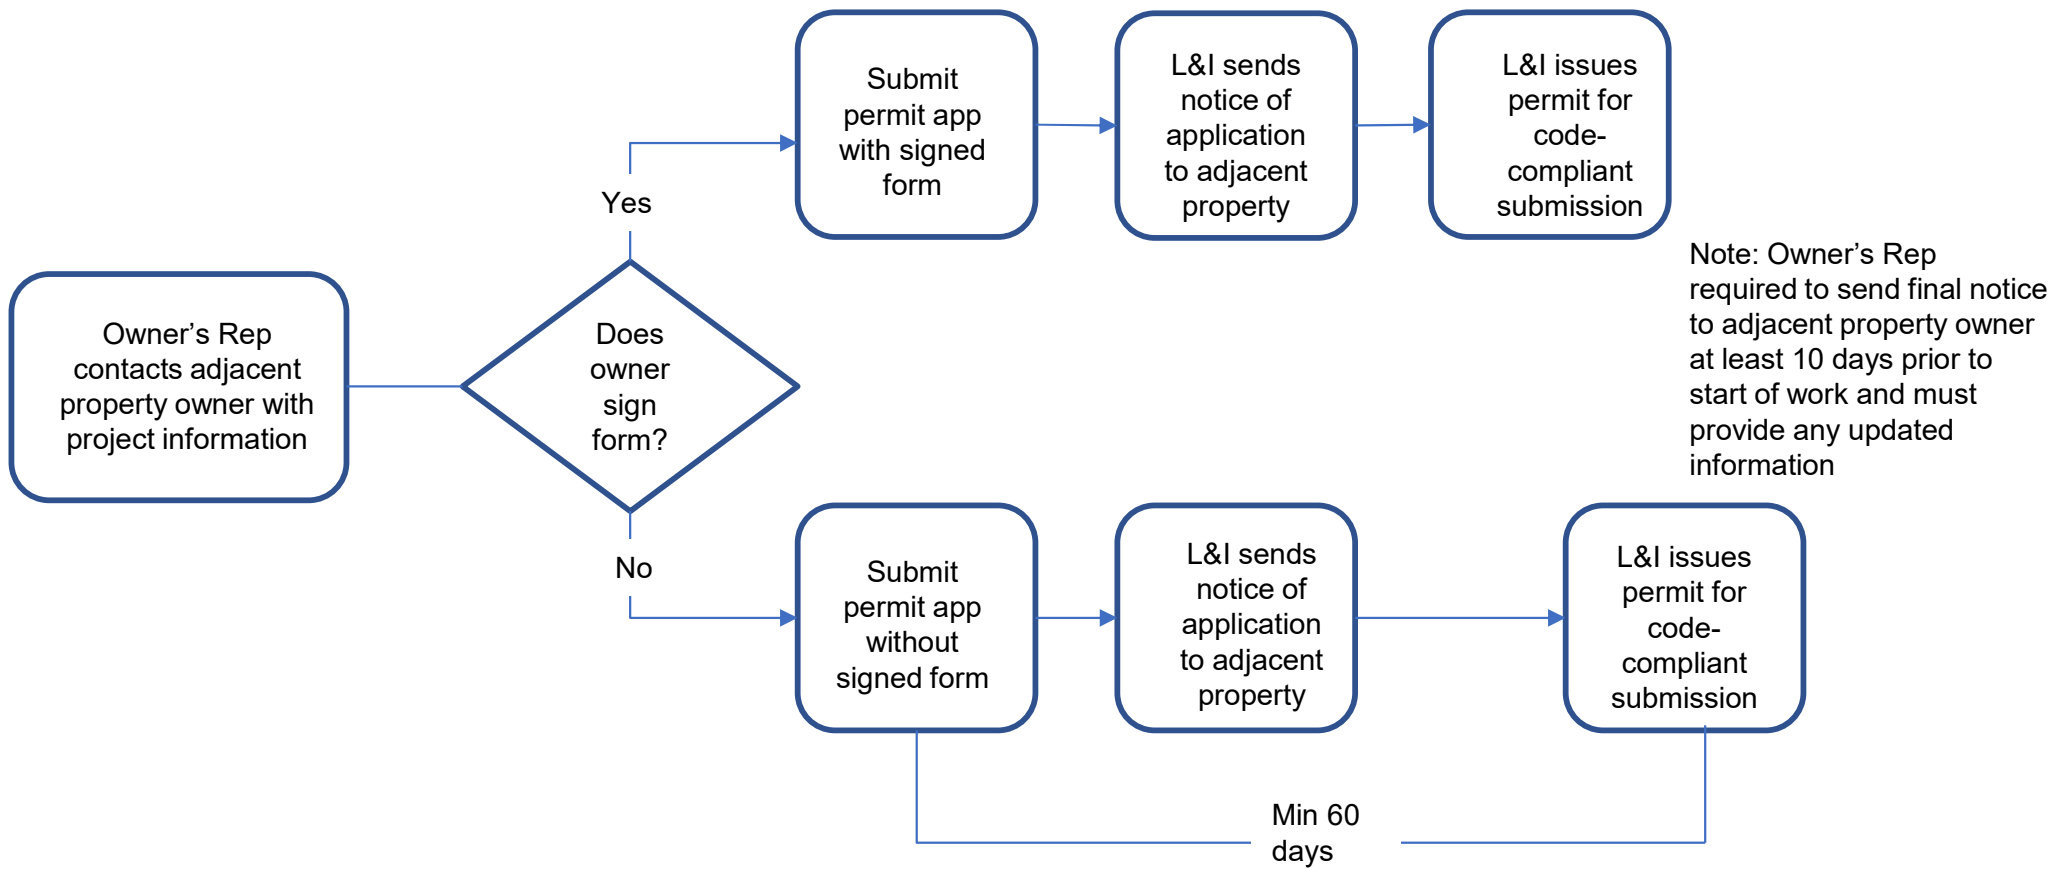 Owner’s Rep
contacts adjacent
property owner with
project information
Does
owner
sign
form?
Yes
Submit
permit app
with signed
form
L&I sends
notice of
application
to adjacent
property
L&I issues
permit for
code-
compliant
submission
Note: Owner’s Rep
required to send final notice
to adjacent property owner
at least 10 days prior to
start of work and must
provide any updated
information
No
Submit
permit app
without
signed form
L&I sends
notice of
application
to adjacent
property
L&I issues
permit for
code-
compliant
submission
Min 60
days